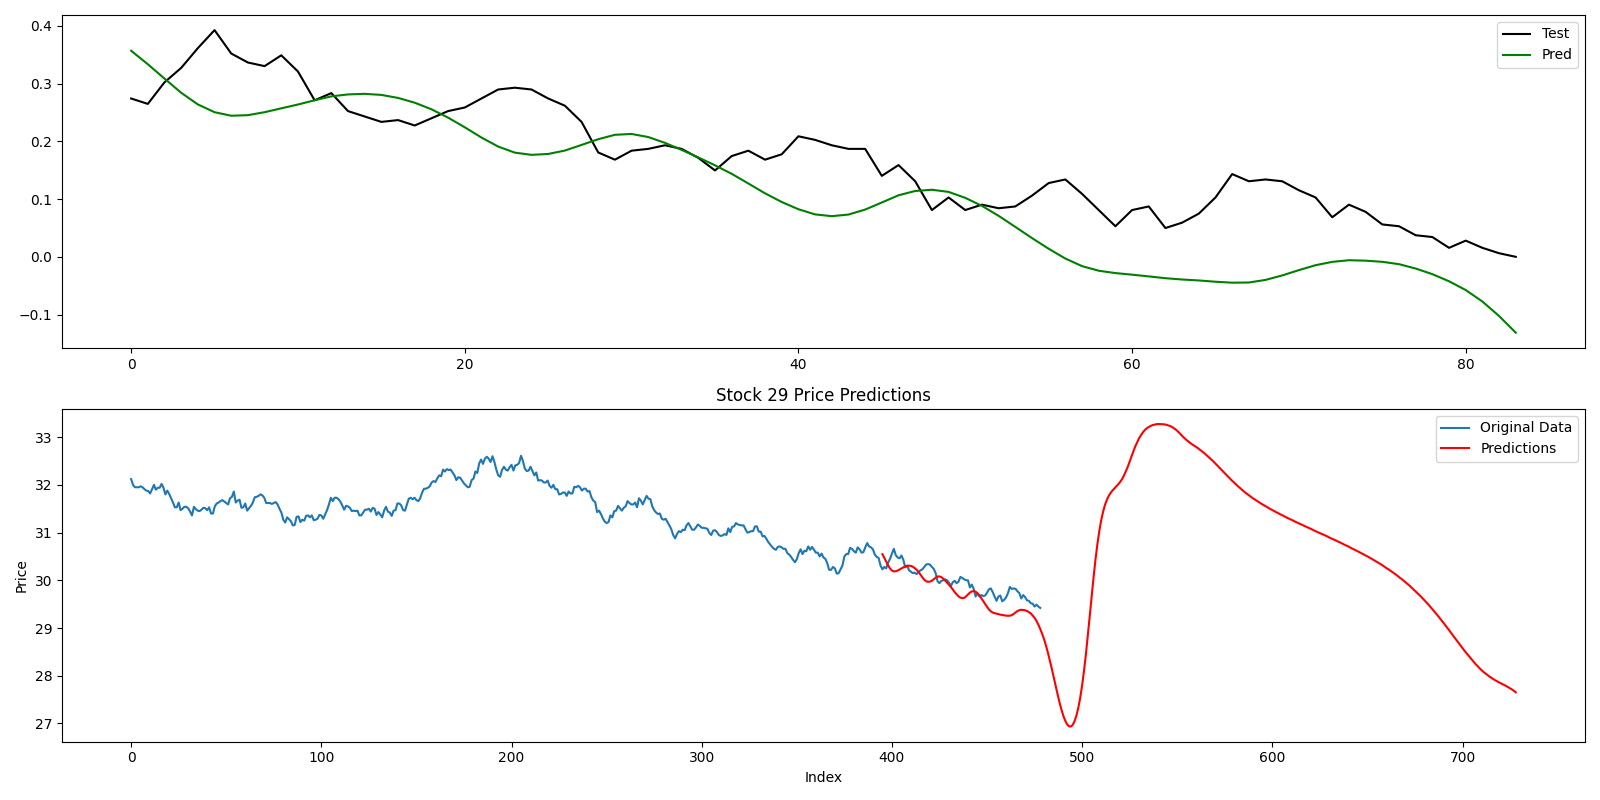 0.4
0.3
0.2
0.1
0.0
−0.1
Test
Pred
0 20 40 60 80
Stock 29 Price Predictions
Price
33
32
31
30
29
28
27
Original Data
Predictions
0 100 200 300 400 500 600 700
Index